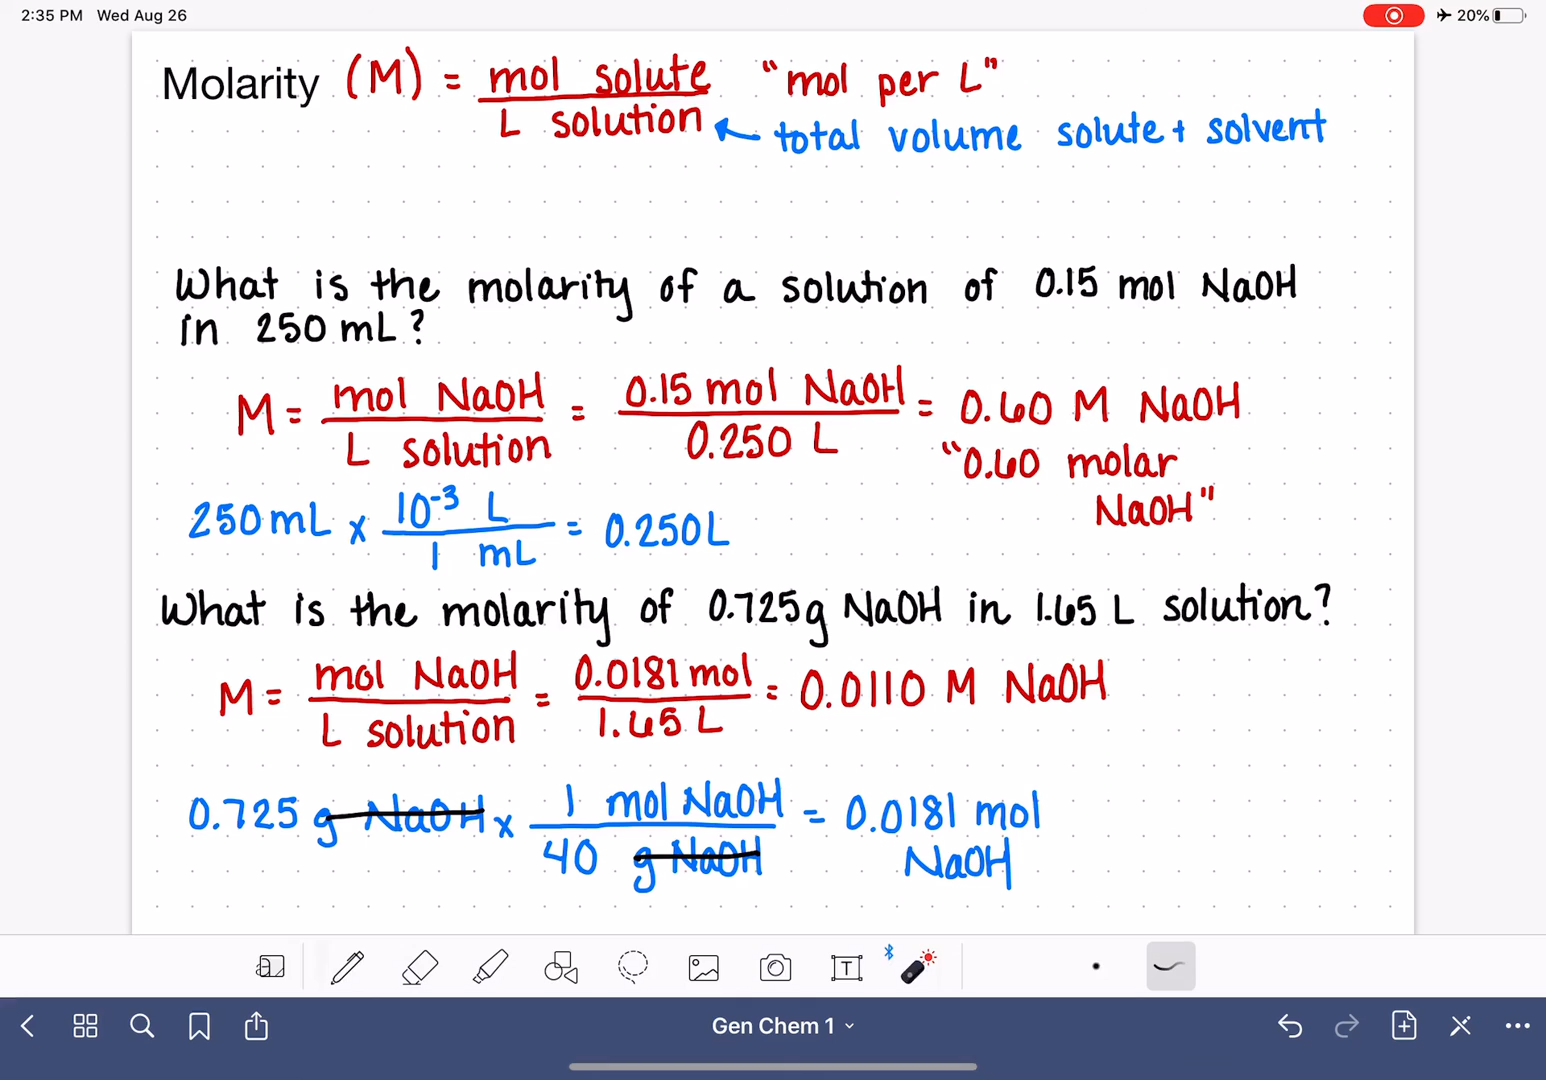 2:35 PM Wed Aug 26
20%
Molarity (M) = mol solute / L solution "mol per L"
← total volume solute + solvent
What is the molarity of a solution of 0.15 mol NaOH
in 250 mL?
M = mol NaOH / L solution = 0.15 mol NaOH / 0.250 L = 0.60 M NaOH
"0.60 molar
NaOH"
250 mL x 10⁻³ L / 1 mL = 0.250 L
What is the molarity of 0.725g NaOH in 1.65 L solution?
M = mol NaOH / L solution = 0.0181 mol / 1.65 L = 0.0110 M NaOH
0.725 g NaOH x 1 mol NaOH / 40 g NaOH = 0.0181 mol
NaOH
T
Gen Chem 1